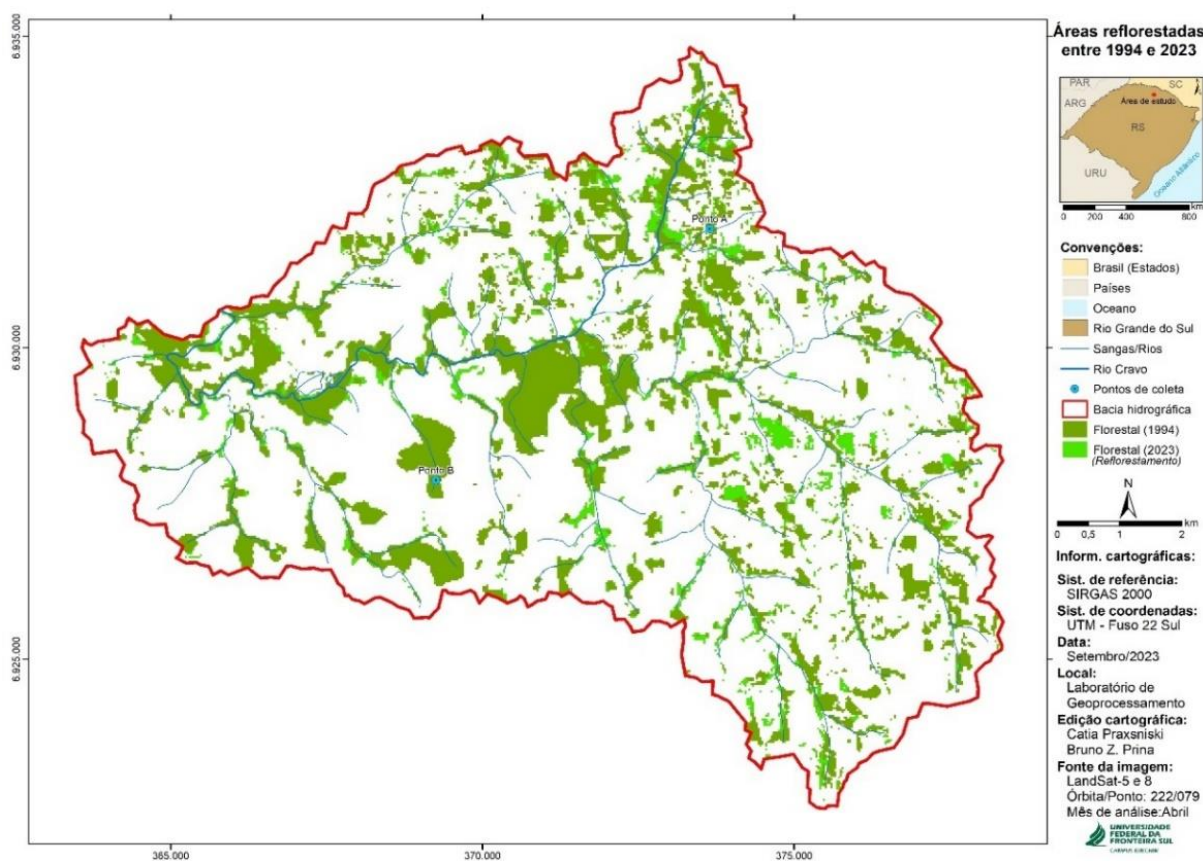 Áreas reflorestadas
entre 1994 e 2023
PAR
SC
ARG
Área de estudo
RS
URU
Oceano Atlântico
km
0 200 400 800
Convenções:
Brasil (Estados)
Países
Oceano
Rio Grande do Sul
Sangas/Rios
Rio Cravo
Pontos de coleta
Bacia hidrográfica
Florestal (1994)
Florestal (2023)
(Reflorestamento)
N
km
0 0,5 1 2
Inform. cartográficas:
Sist. de referência:
SIRGAS 2000
Sist. de coordenadas:
UTM - Fuso 22 Sul
Data:
Setembro/2023
Local:
Laboratório de
Geoprocessamento
Edição cartográfica:
Catia Praxsniski
Bruno Z. Prina
Fonte da imagem:
LandSat-5 e 8
Órbita/Ponto: 222/079
Mês de análise:Abril
UNIVERSIDADE
FEDERAL DA
FRONTEIRA SUL
CAMPUS ERECHIM
6.935.000
6.930.000
6.925.000
Ponto A
Ponto B
365.000
370.000
375.000